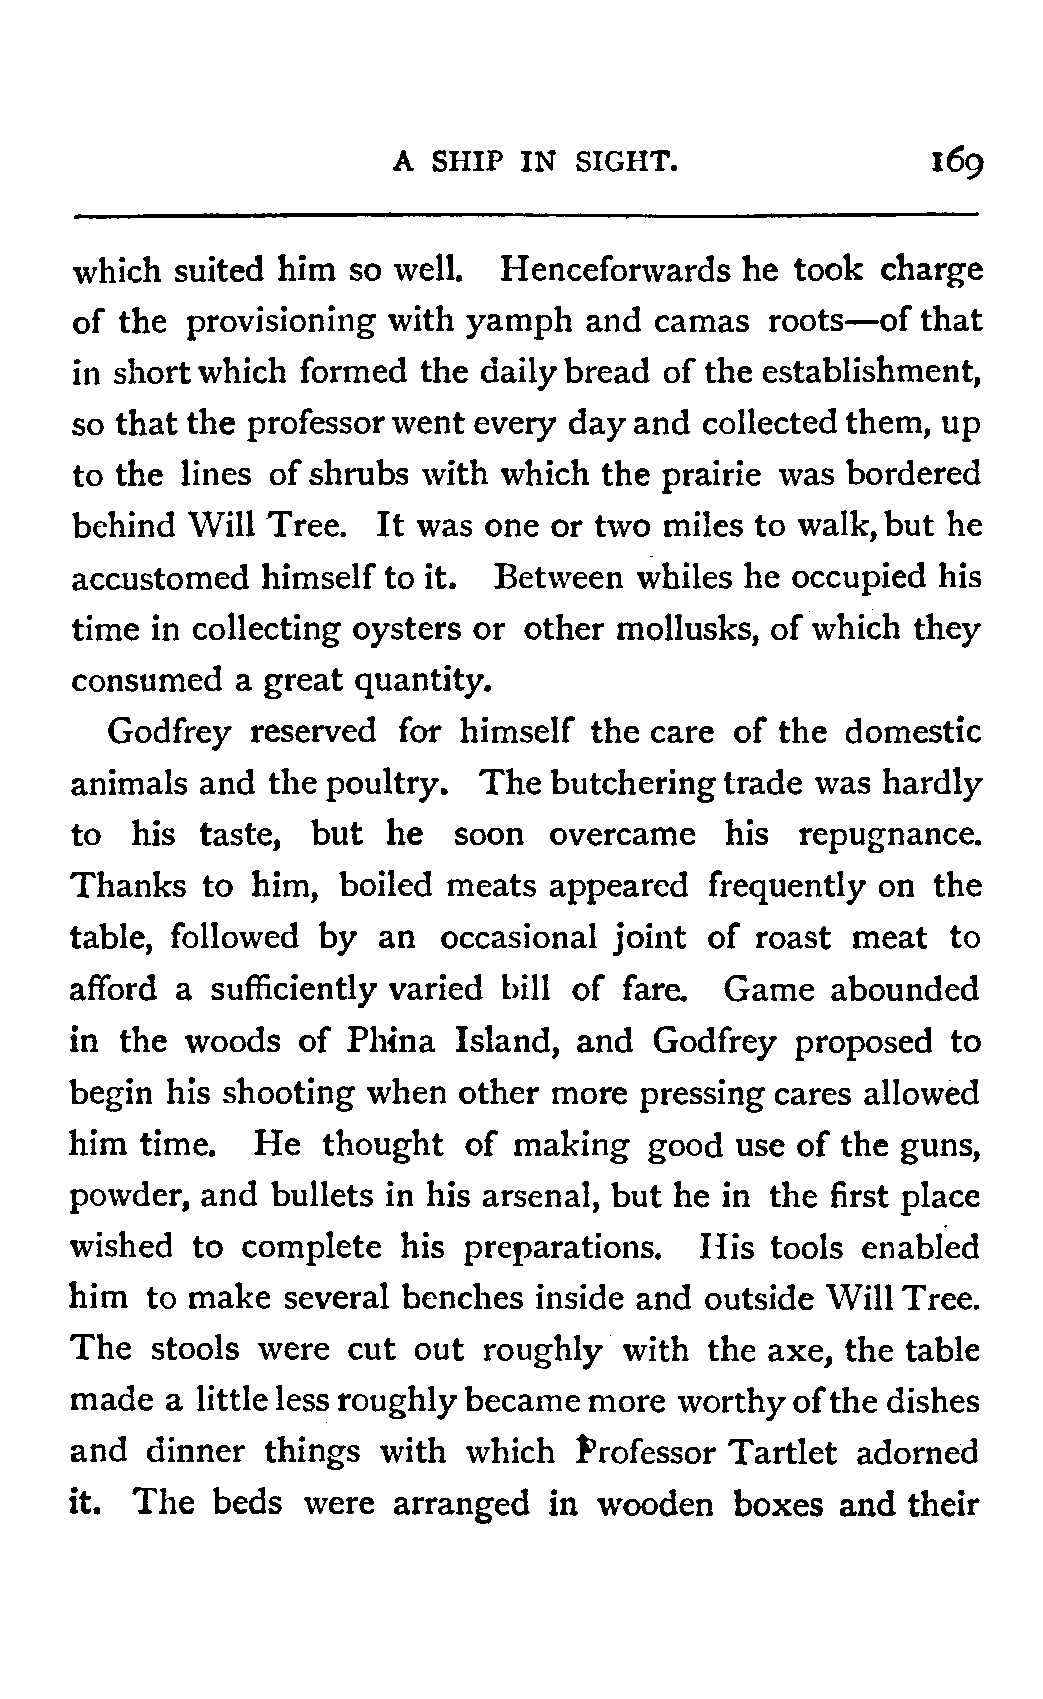 A SHIP IN SIGHT. 169
which suited him so well. Henceforwards he took charge
of the provisioning with yamph and camas roots—of that
in short which formed the daily bread of the establishment,
so that the professor went every day and collected them, up
to the lines of shrubs with which the prairie was bordered
behind Will Tree. It was one or two miles to walk, but he
accustomed himself to it. Between whiles he occupied his
time in collecting oysters or other mollusks, of which they
consumed a great quantity.
Godfrey reserved for himself the care of the domestic
animals and the poultry. The butchering trade was hardly
to his taste, but he soon overcame his repugnance.
Thanks to him, boiled meats appeared frequently on the
table, followed by an occasional joint of roast meat to
afford a sufficiently varied bill of fare. Game abounded
in the woods of Phina Island, and Godfrey proposed to
begin his shooting when other more pressing cares allowed
him time. He thought of making good use of the guns,
powder, and bullets in his arsenal, but he in the first place
wished to complete his preparations. His tools enabled
him to make several benches inside and outside Will Tree.
The stools were cut out roughly with the axe, the table
made a little less roughly became more worthy of the dishes
and dinner things with which Professor Tartlet adorned
it. The beds were arranged in wooden boxes and their